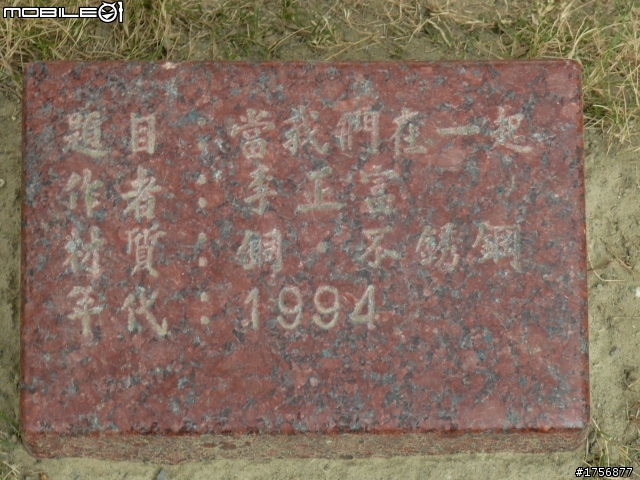 MOBILE01
題目：當我們在一起
作者：李正富
材質：銅．不銹鋼
年代：1994
#1756877